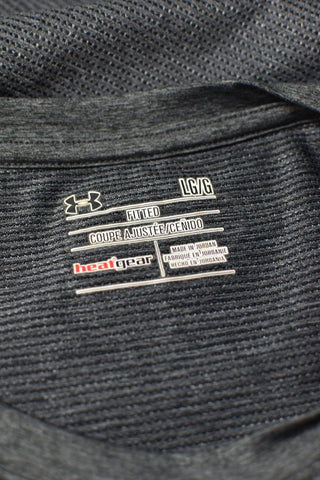 LG/G
FITTED
COUPE AJUSTÉE/CEÑIDO
heatgear
MADE IN JORDAN
FABRIQUÉ EN JORDANIE
HECHO EN JORDANIA